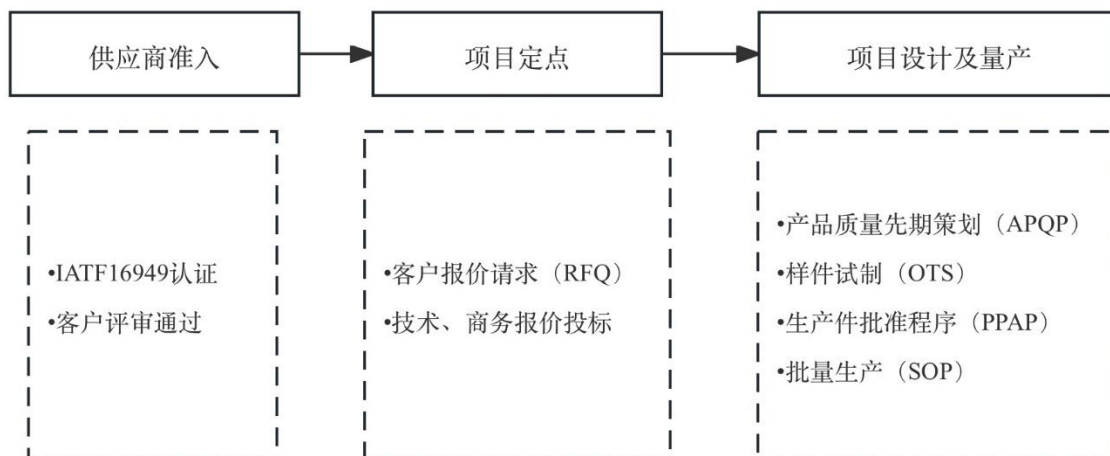 供应商准入
项目定点
项目设计及量产
•IATF16949认证
•客户评审通过
•客户报价请求（RFQ）
•技术、商务报价投标
•产品质量先期策划（APQP）
•样件试制（OTS）
•生产件批准程序（PPAP）
•批量生产（SOP）